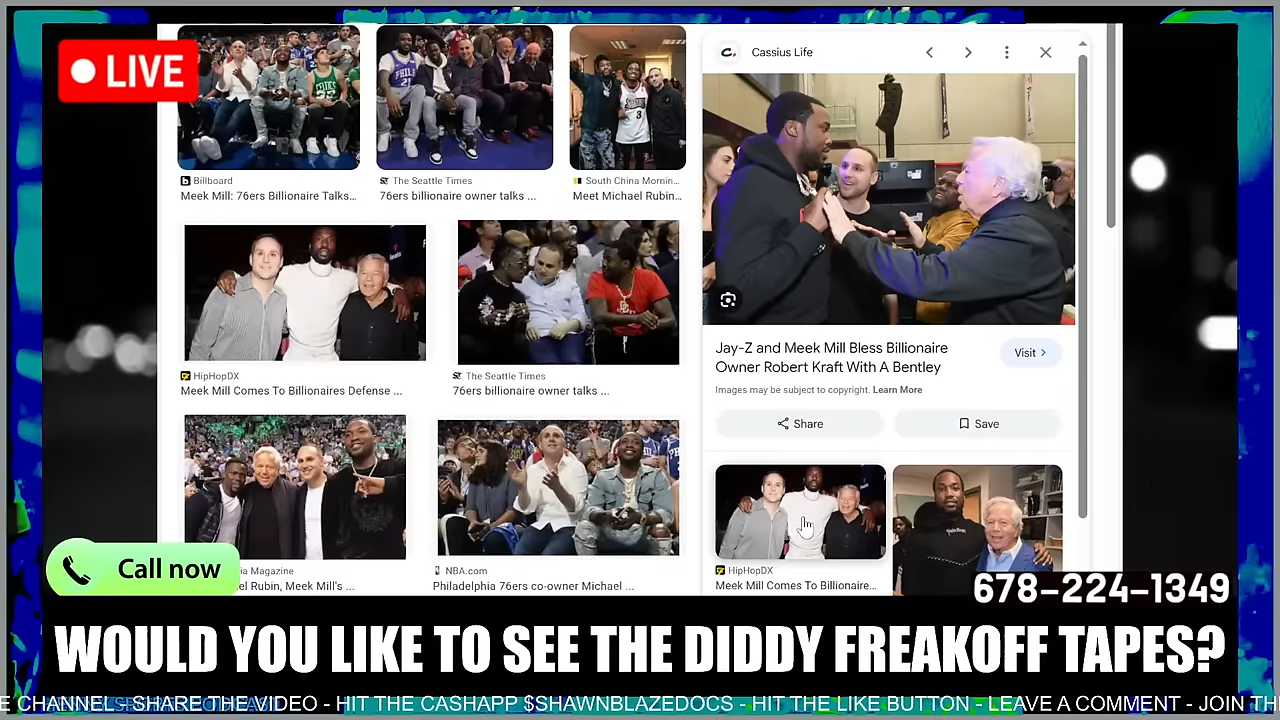 LIVE
Billboard
Meek Mill: 76ers Billionaire Talks...
The Seattle Times
76ers billionaire owner talks ...
South China Mornin...
Meet Michael Rubin...
HipHopDX
Meek Mill Comes To Billionaires Defense ...
The Seattle Times
76ers billionaire owner talks ...
ia Magazine
el Rubin, Meek Mill's ...
NBA.com
Philadelphia 76ers co-owner Michael ...
Cassius Life
Jay-Z and Meek Mill Bless Billionaire
Owner Robert Kraft With A Bentley
Visit
Images may be subject to copyright. Learn More
Share
Save
HipHopDX
Meek Mill Comes To Billionaire...
Call now
678-224-1349
WOULD YOU LIKE TO SEE THE DIDDY FREAKOFF TAPES?
E CHANNEL - SHARE THE VIDEO - HIT THE CASHAPP $SHAWNBLAZEDOCS - HIT THE LIKE BUTTON - LEAVE A COMMENT - JOIN TH